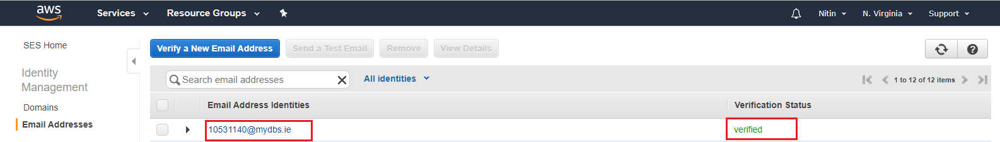 aws Services Resource Groups Nitin N. Virginia Support
SES Home
Verify a New Email Address Send a Test Email Remove View Details
Identity
Management
Search email addresses All identities 1 to 12 of 12 items
Domains
Email Address Identities Verification Status
Email Addresses
10531140@mydbs.ie verified